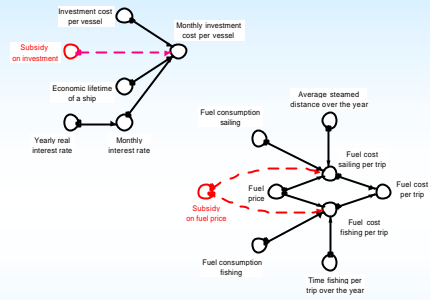 Investment cost
per vessel
Monthly investment
cost per vessel
Subsidy
on investment
Economic lifetime
of a ship
Yearly real
interest rate
Monthly
interest rate
Average steamed
distance over the year
Fuel consumption
sailing
Fuel cost
sailing per trip
Fuel
price
Fuel cost
per trip
Subsidy
on fuel price
Fuel cost
fishing per trip
Fuel consumption
fishing
Time fishing per
trip over the year